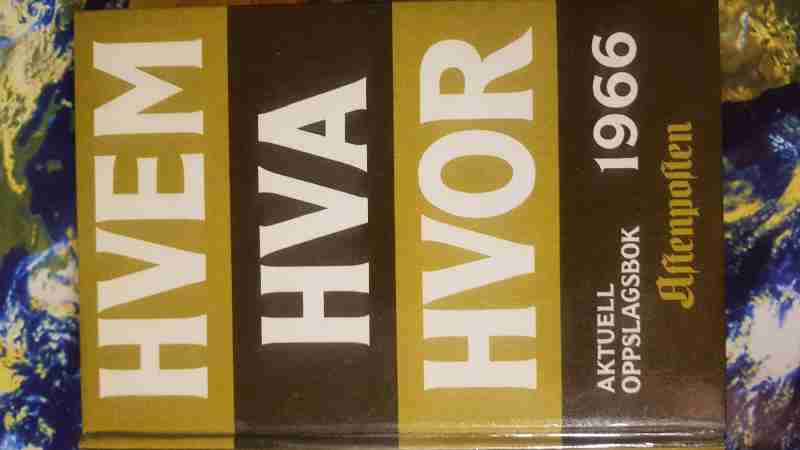 HVEM
HVA
HVOR
AKTUELL
OPPSLAGSBOK 1966
Aftenposten